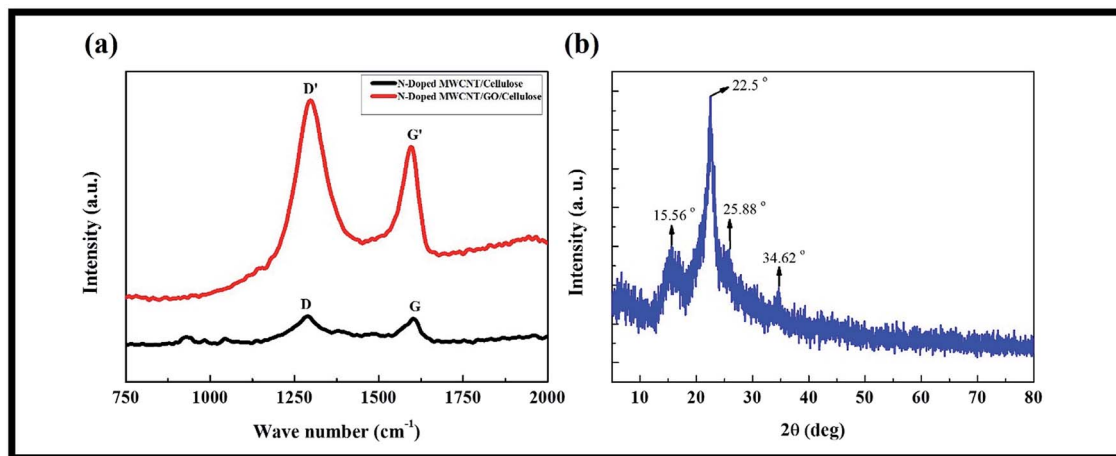 (a)
N-Doped MWCNT/Cellulose
N-Doped MWCNT/GO/Cellulose
D'
G'
D
G
Intensity (a.u.)
750 1000 1250 1500 1750 2000
Wave number (cm-1)
(b)
22.5 °
15.56 °
25.88 °
34.62 °
Intensity (a. u.)
10 20 30 40 50 60 70 80
2θ (deg)